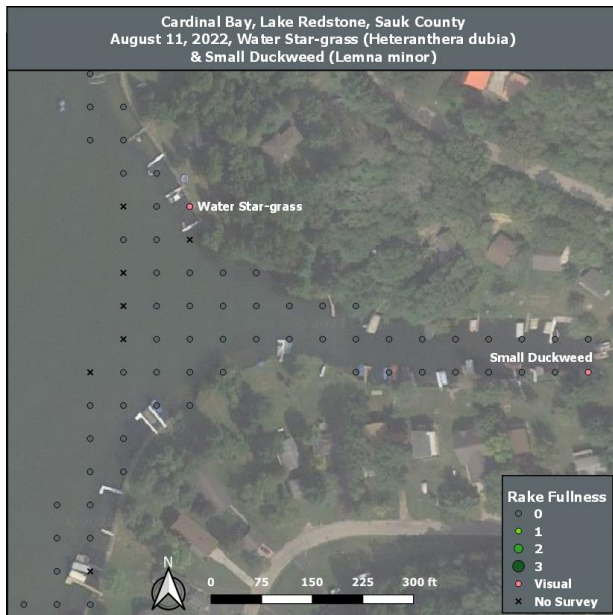 Cardinal Bay, Lake Redstone, Sauk County
August 11, 2022, Water Star-grass (Heteranthera dubia)
& Small Duckweed (Lemna minor)
Water Star-grass
Small Duckweed
Rake Fullness
0
1
2
3
Visual
No Survey
N
0 75 150 225 300 ft